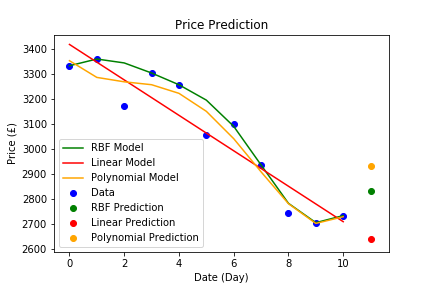 Price Prediction
3400
3300
3200
3100
3000
2900
2800
2700
2600
Price (£)
RBF Model
Linear Model
Polynomial Model
Data
RBF Prediction
Linear Prediction
Polynomial Prediction
0 2 4 6 8 10
Date (Day)